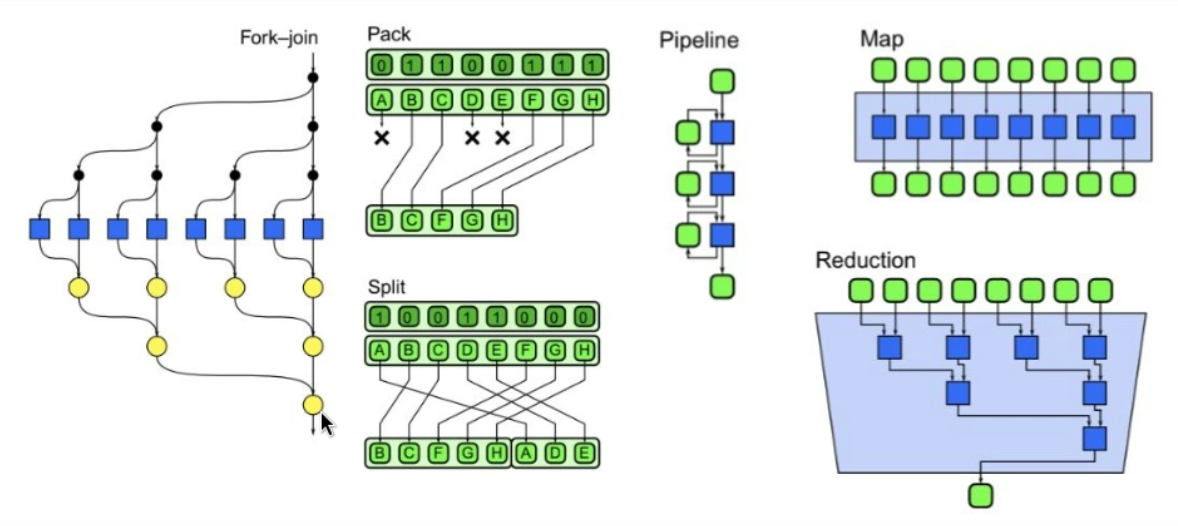 Fork–join
Pack
0 1 1 0 0 1 1 1
A B C D E F G H
B C F G H
Split
1 0 0 1 1 0 0 0
A B C D E F G H
B C F G H A D E
Pipeline
Map
Reduction